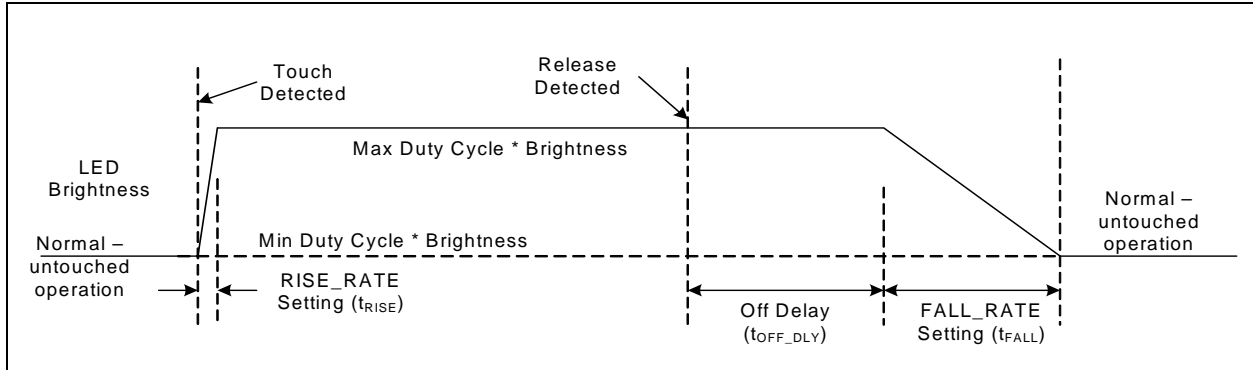 Touch
Detected
Release
Detected
LED
Brightness
Max Duty Cycle * Brightness
Normal –
untouched
operation
Min Duty Cycle * Brightness
Normal –
untouched
operation
RISE_RATE
Setting (tRISE)
Off Delay
(tOFF_DLY)
FALL_RATE
Setting (tFALL)